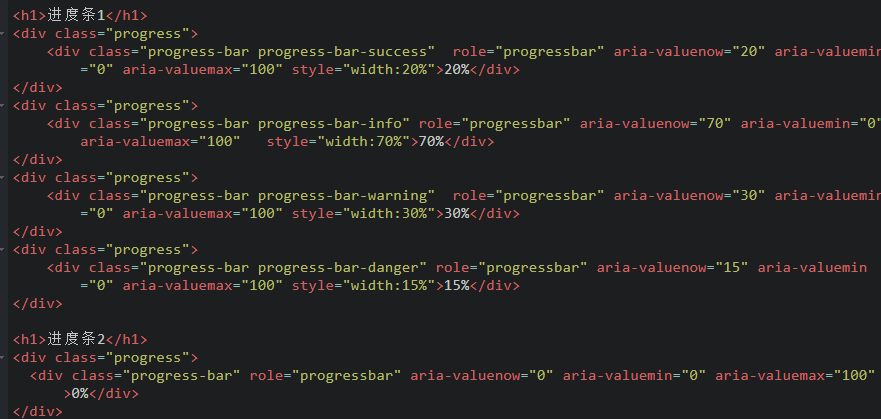 <h1>进度条1</h1>
<div class="progress">
<div class="progress-bar progress-bar-success"  role="progressbar" aria-valuenow="20" aria-valuemin
="0" aria-valuemax="100" style="width:20%">20%</div>
</div>
<div class="progress">
<div class="progress-bar progress-bar-info" role="progressbar" aria-valuenow="70" aria-valuemin="0"
aria-valuemax="100"   style="width:70%">70%</div>
</div>
<div class="progress">
<div class="progress-bar progress-bar-warning"  role="progressbar" aria-valuenow="30" aria-valuemin
="0" aria-valuemax="100" style="width:30%">30%</div>
</div>
<div class="progress">
<div class="progress-bar progress-bar-danger" role="progressbar" aria-valuenow="15" aria-valuemin
="0" aria-valuemax="100" style="width:15%">15%</div>
</div>
<h1>进度条2</h1>
<div class="progress">
<div class="progress-bar" role="progressbar" aria-valuenow="0" aria-valuemin="0" aria-valuemax="100"
>0%</div>
</div>